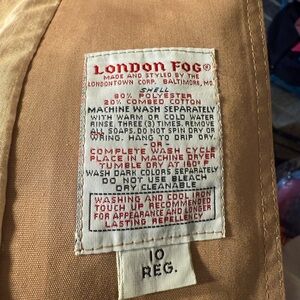 LONDON FOG®
MADE AND STYLED BY THE
LONDONTOWN CORP. BALTIMORE, MD.
SHELL
80% POLYESTER
20% COMBED COTTON
MACHINE WASH SEPARATELY
WITH WARM OR COLD WATER
RINSE THREE (3) TIMES. REMOVE
ALL SOAPS. DO NOT SPIN DRY OR
WRING. HANG TO DRIP DRY.
-OR-
COMPLETE WASH CYCLE
PLACE IN MACHINE DRYER
TUMBLE DRY AT 160° F
WASH DARK COLORS SEPARATELY
DO NOT USE BLEACH
DRY CLEANABLE
WASHING AND COOL IRON
TOUCH UP RECOMMENDED
FOR APPEARANCE AND LONGER
LASTING REPELLENCY
10
REG.